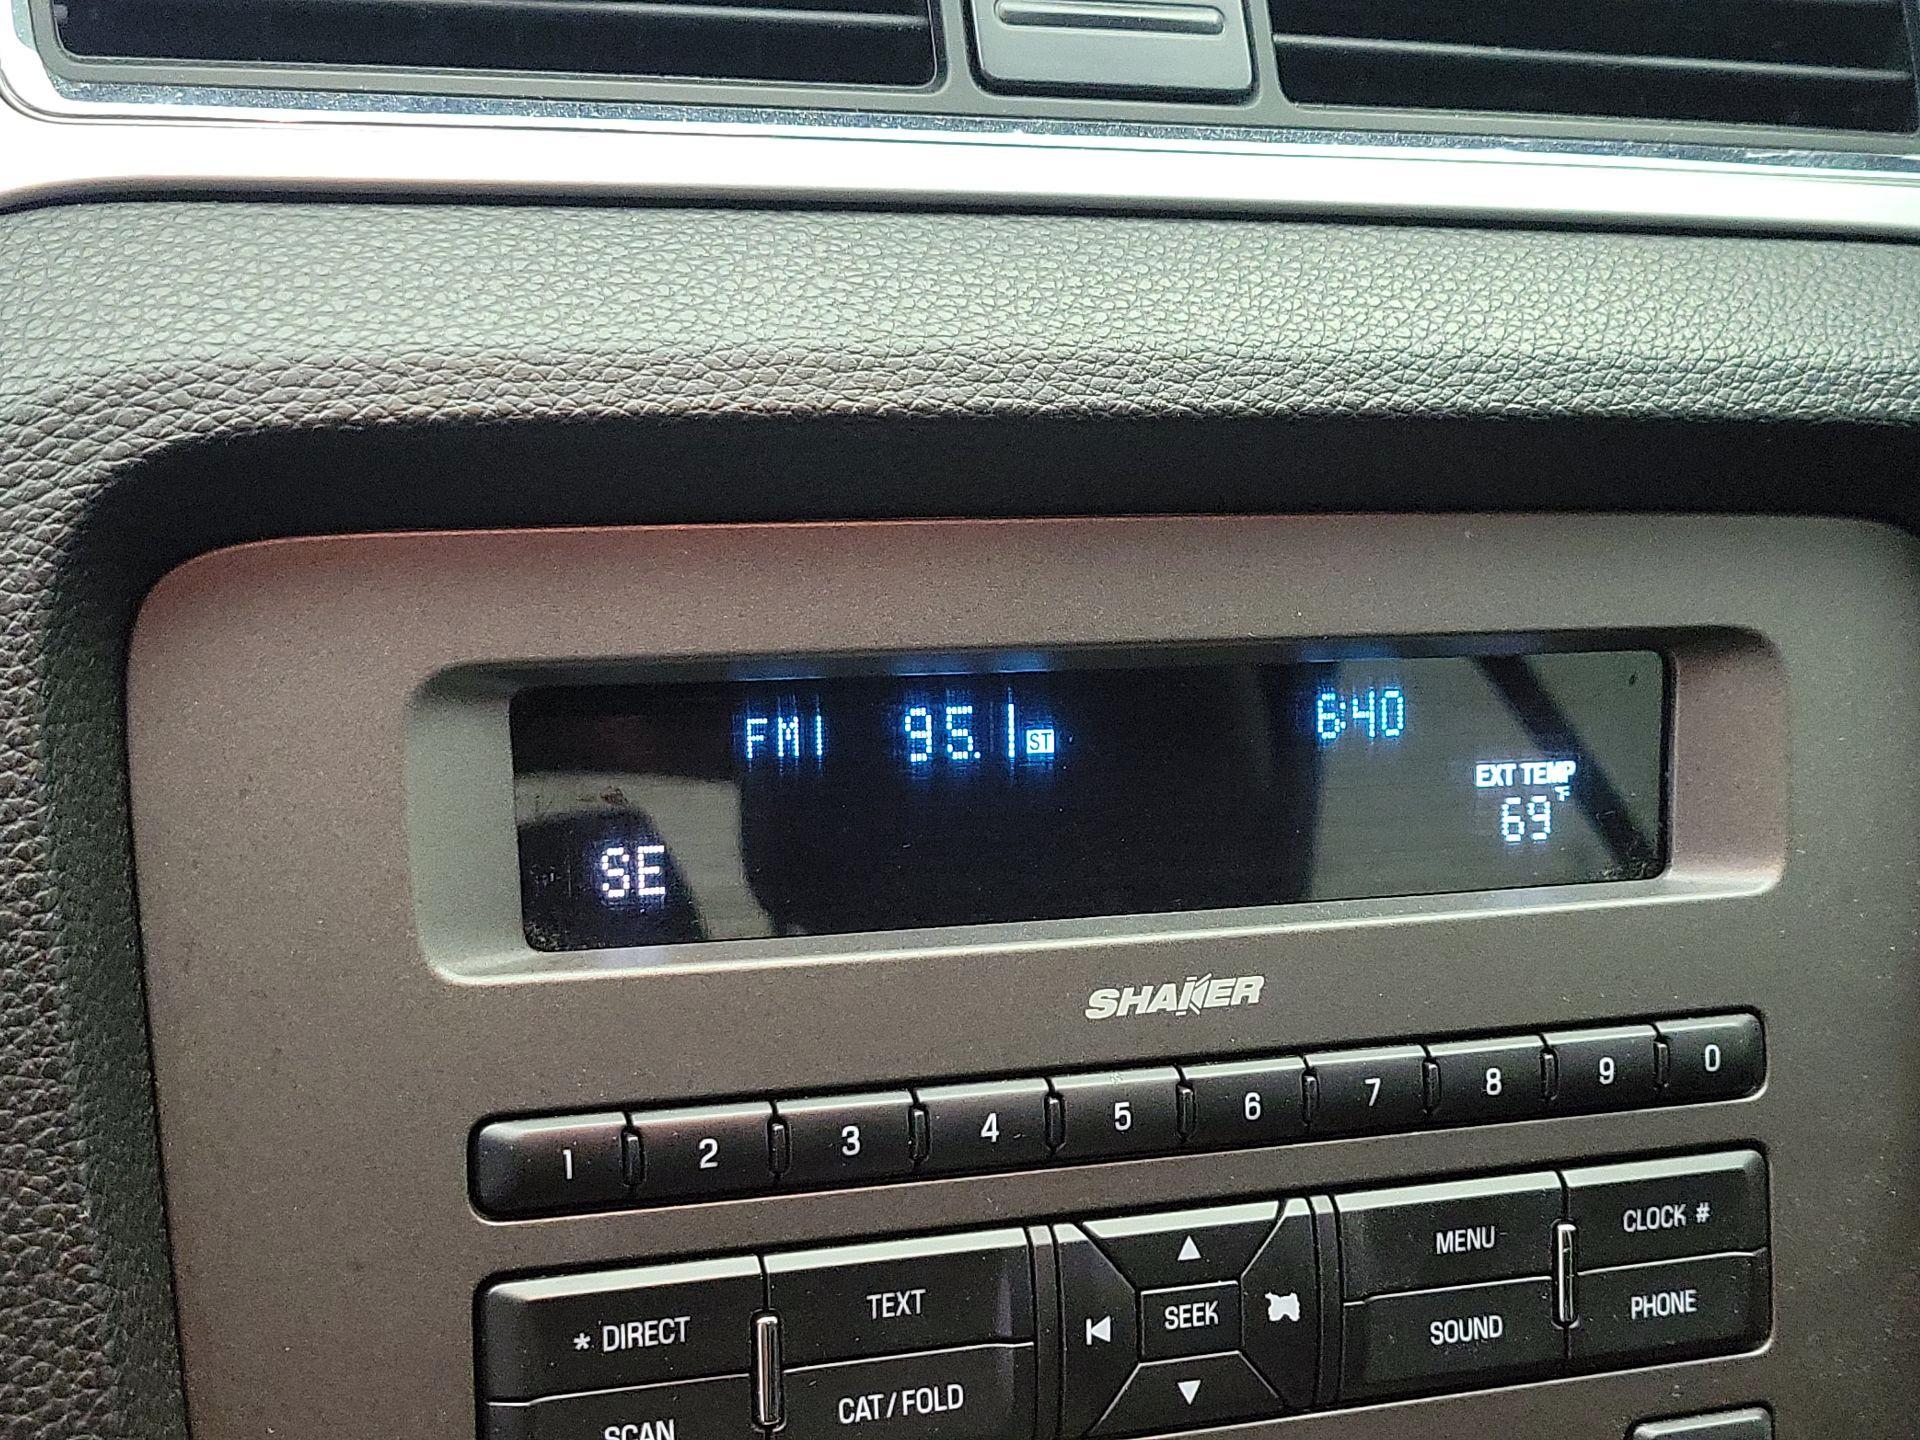 FM1 95.1 ST 6:40
EXT TEMP
69°F
SE
SHAKER
1 2 3 4 5 6 7 8 9 0
* DIRECT TEXT SEEK MENU CLOCK #
SCAN CAT/FOLD SOUND PHONE